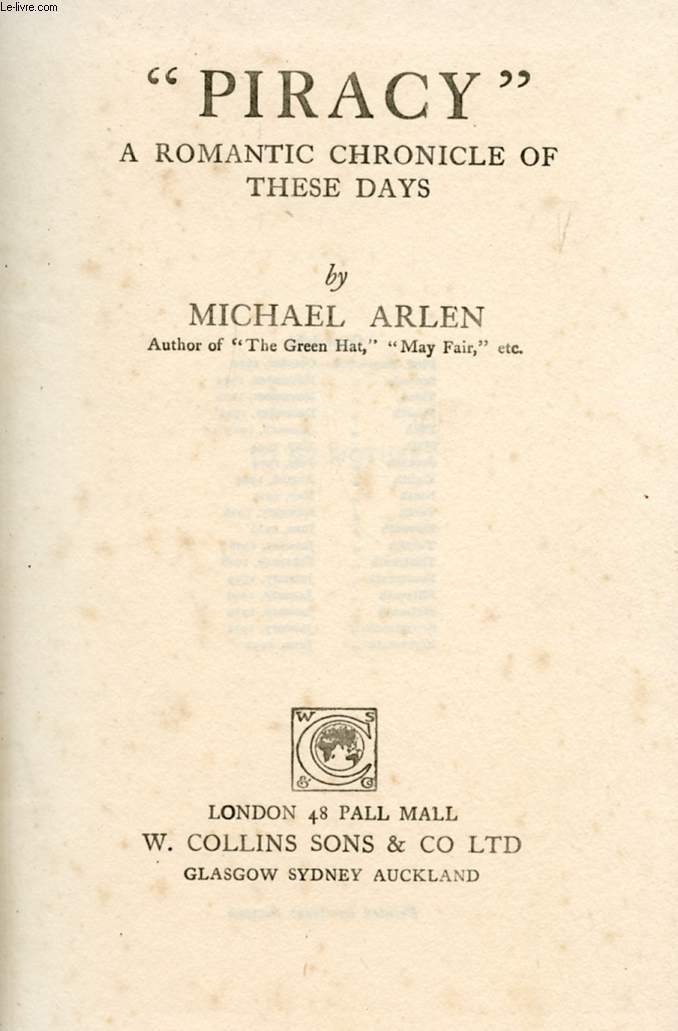 Le-livre.com
“PIRACY”
A ROMANTIC CHRONICLE OF
THESE DAYS
by
MICHAEL ARLEN
Author of “The Green Hat,” “May Fair,” etc.
W S
& Co
LONDON 48 PALL MALL
W. COLLINS SONS & CO LTD
GLASGOW SYDNEY AUCKLAND